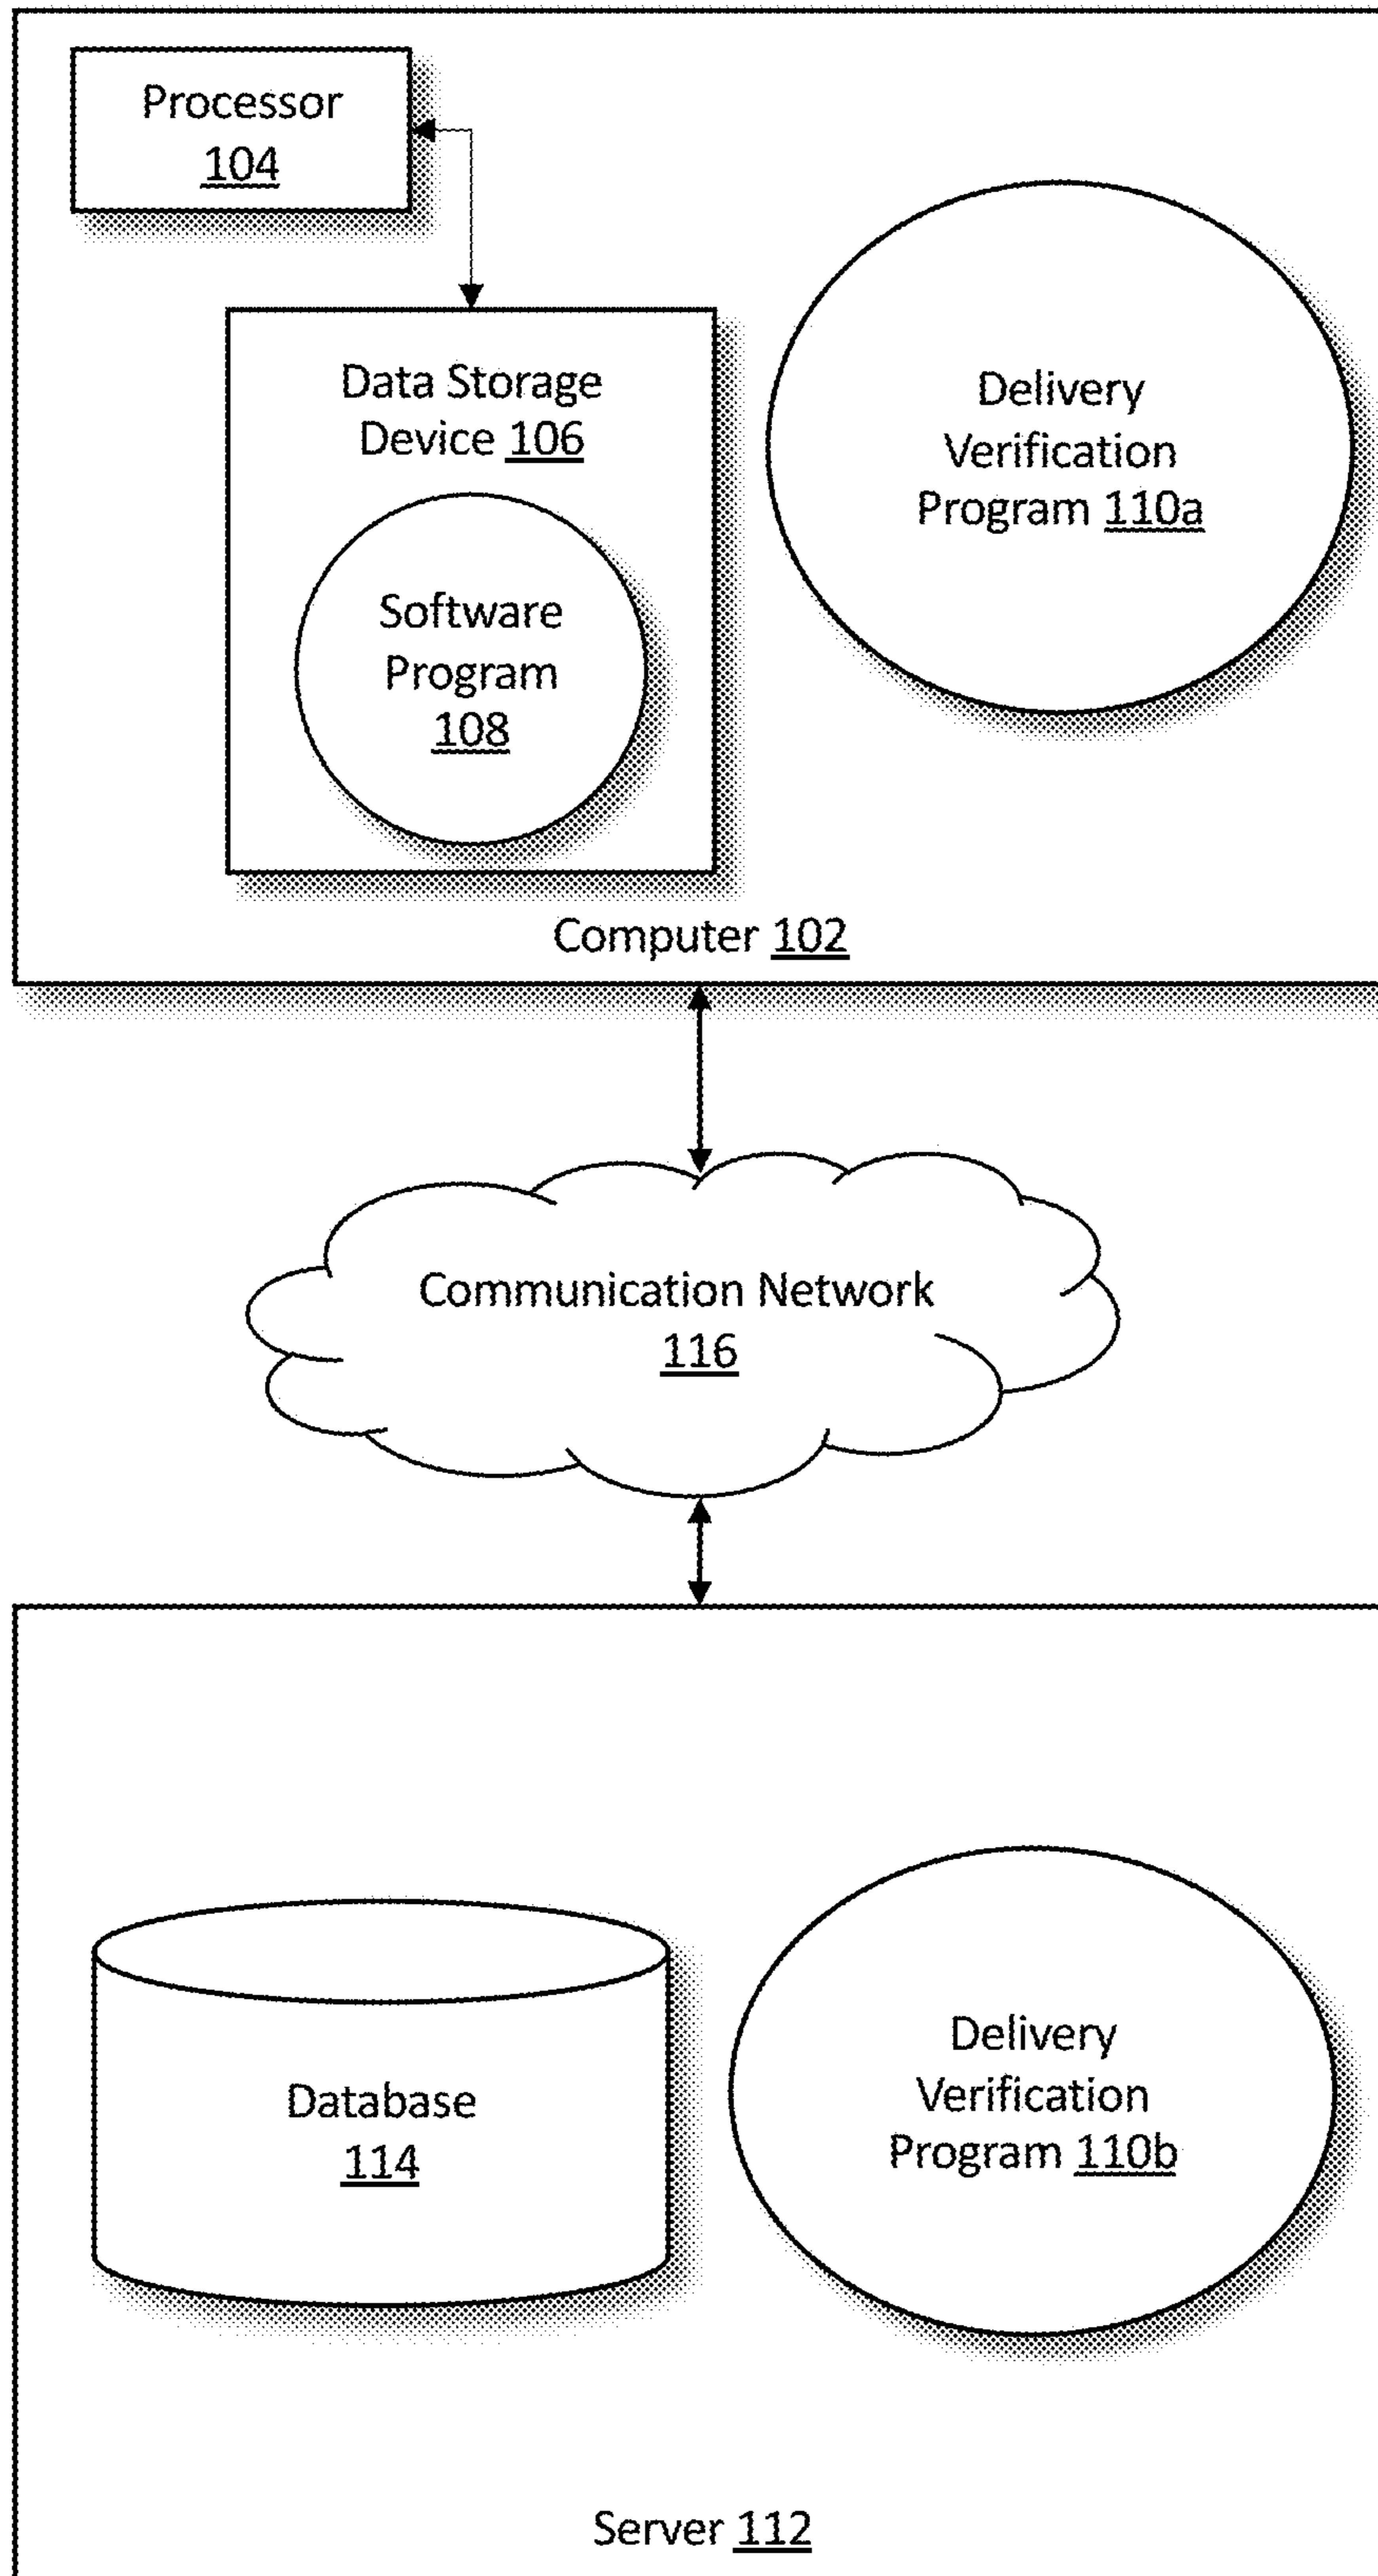 Processor
104
Data Storage
Device 106
Software
Program
108
Delivery
Verification
Program 110a
Computer 102
Communication Network
116
Database
114
Delivery
Verification
Program 110b
Server 112